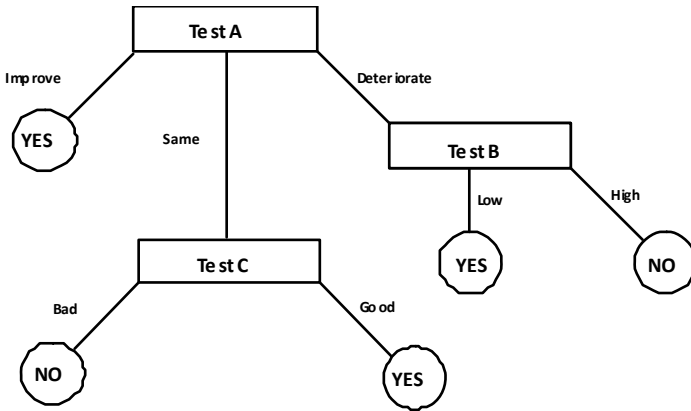 Test A
Improve
Deteriorate
YES
Same
Test B
Low
High
YES
NO
Test C
Bad
Good
NO
YES